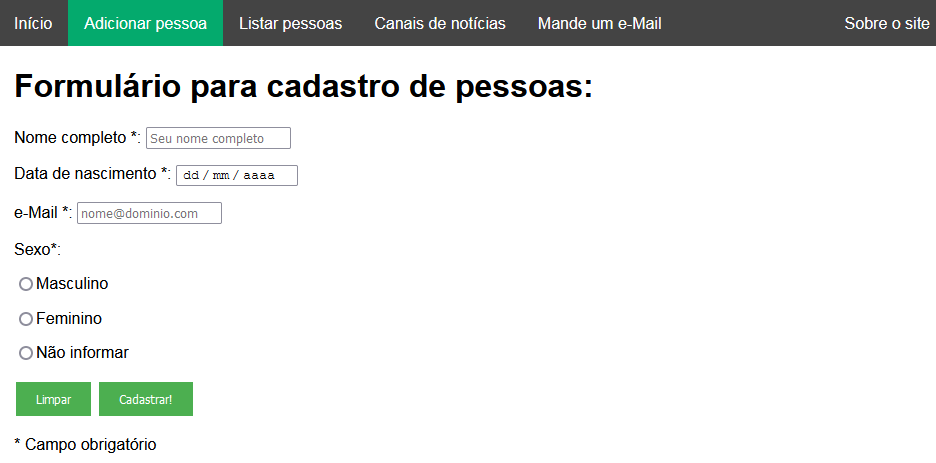 Início Adicionar pessoa Listar pessoas Canais de notícias Mande um e-Mail Sobre o site
Formulário para cadastro de pessoas:
Nome completo *: Seu nome completo
Data de nascimento *: dd / mm / aaaa
e-Mail *: nome@dominio.com
Sexo*:
Masculino
Feminino
Não informar
Limpar Cadastrar!
* Campo obrigatório